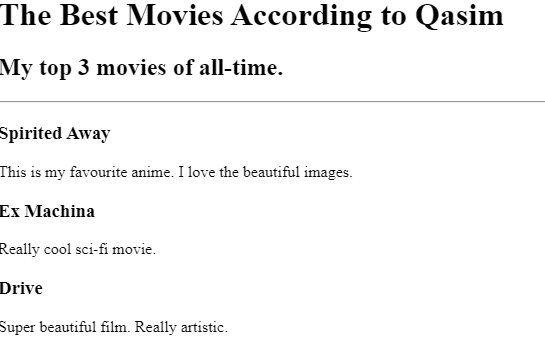 The Best Movies According to Qasim
My top 3 movies of all-time.
Spirited Away
This is my favourite anime. I love the beautiful images.
Ex Machina
Really cool sci-fi movie.
Drive
Super beautiful film. Really artistic.